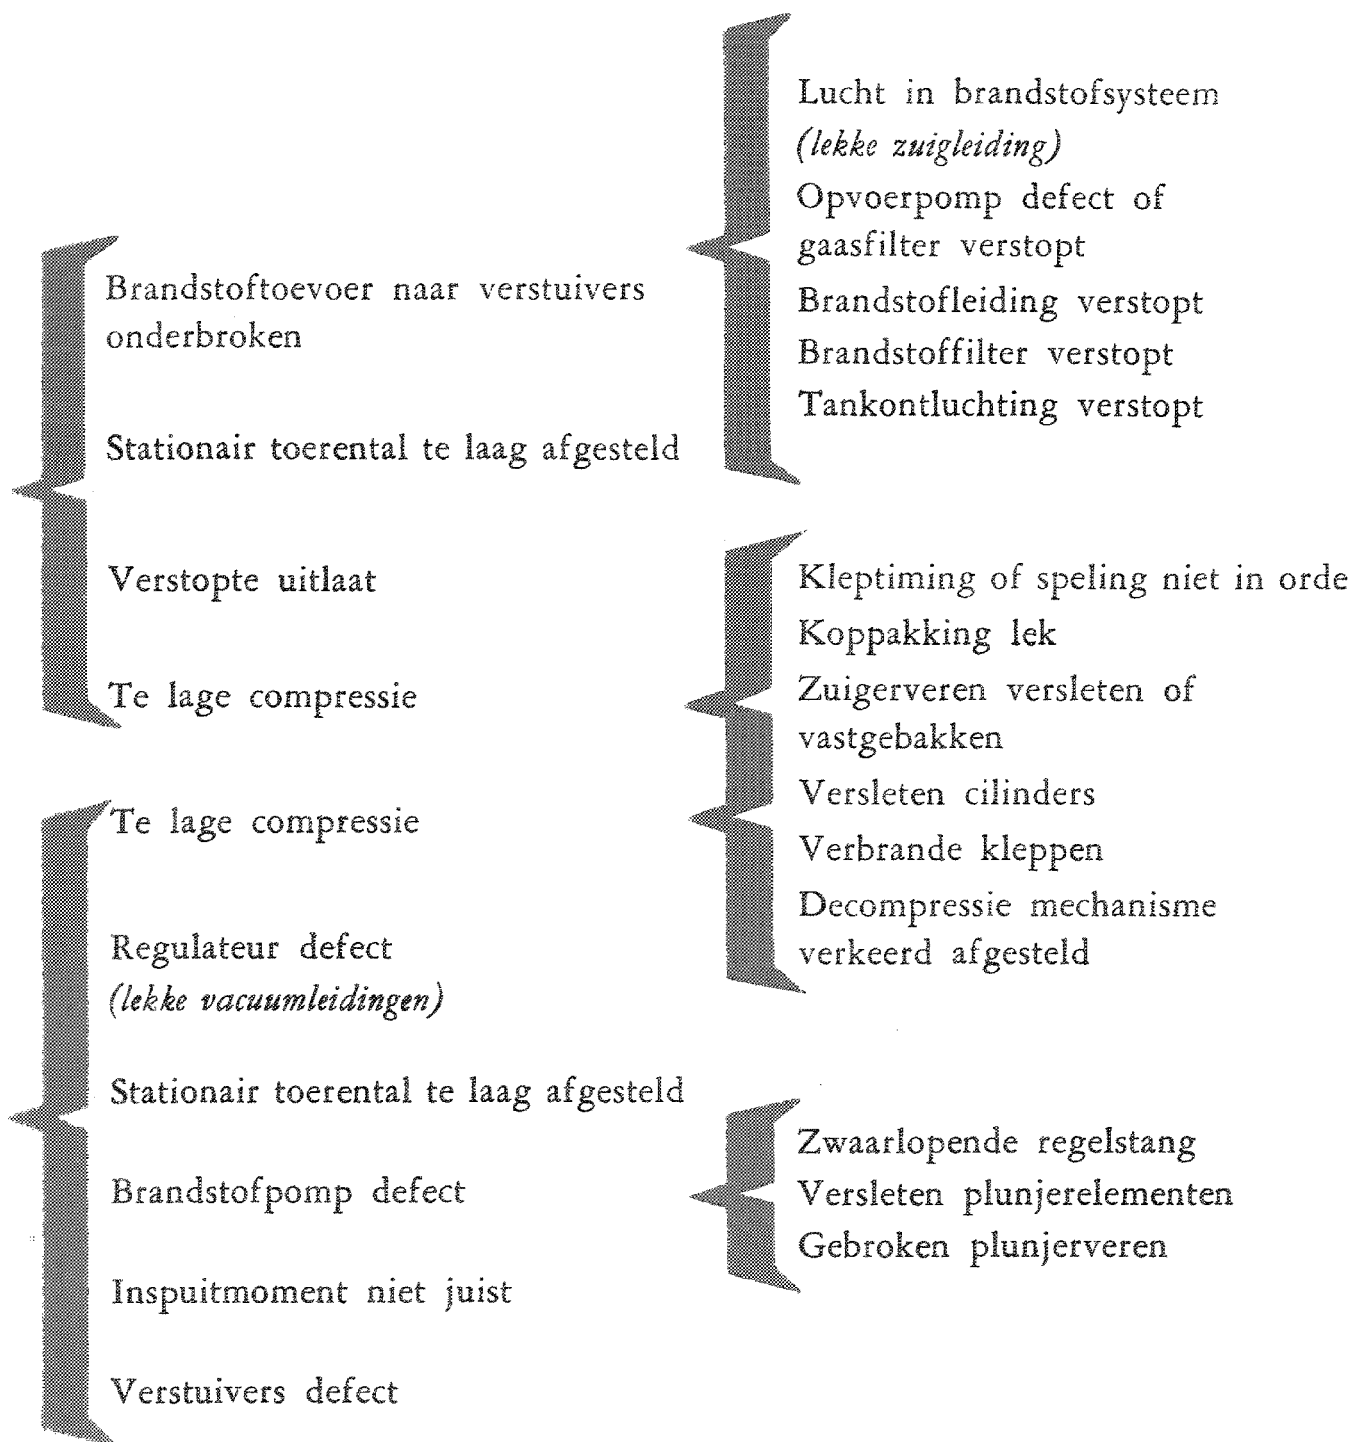 Brandstoftoevoer naar verstuivers
onderbroken
Stationair toerental te laag afgesteld
Verstopte uitlaat
Te lage compressie
Te lage compressie
Regulateur defect
(lekke vacuumleidingen)
Stationair toerental te laag afgesteld
Brandstofpomp defect
Inspuitmoment niet juist
Verstuivers defect
Lucht in brandstofsysteem
(lekke zuigleiding)
Opvoerpomp defect of
gaasfilter verstopt
Brandstofleiding verstopt
Brandstoffilter verstopt
Tankontluchting verstopt
Kleptiming of speling niet in orde
Koppakking lek
Zuigerveren versleten of
vastgebakken
Versleten cilinders
Verbrande kleppen
Decompressie mechanisme
verkeerd afgesteld
Zwaarlopende regelstang
Versleten plunjerelementen
Gebroken plunjerveren